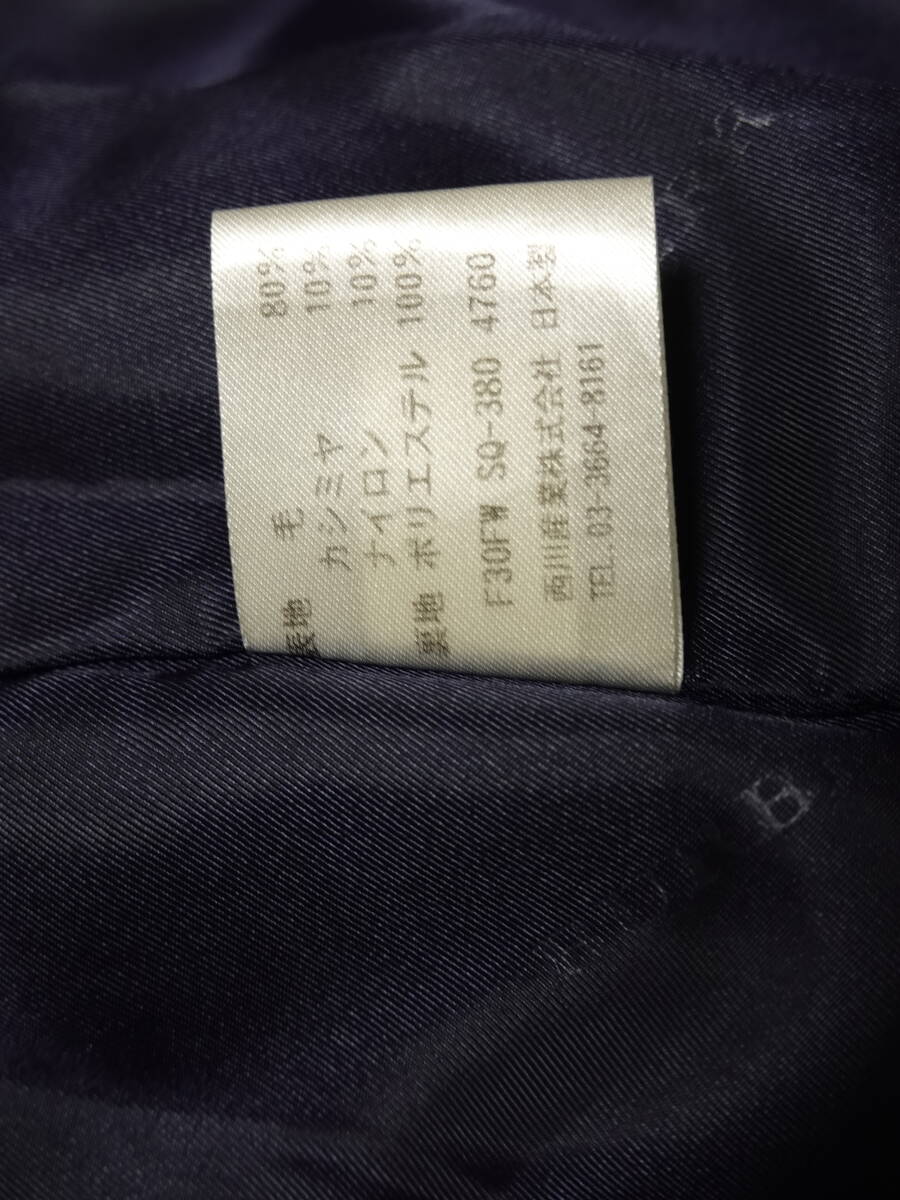 表地 毛 80%
カシミヤ 10%
ナイロン 10%
裏地 ポリエステル 100%
F30FW SQ-380 4760
西川産業株式会社 日本製
TEL.03-3664-8161
B